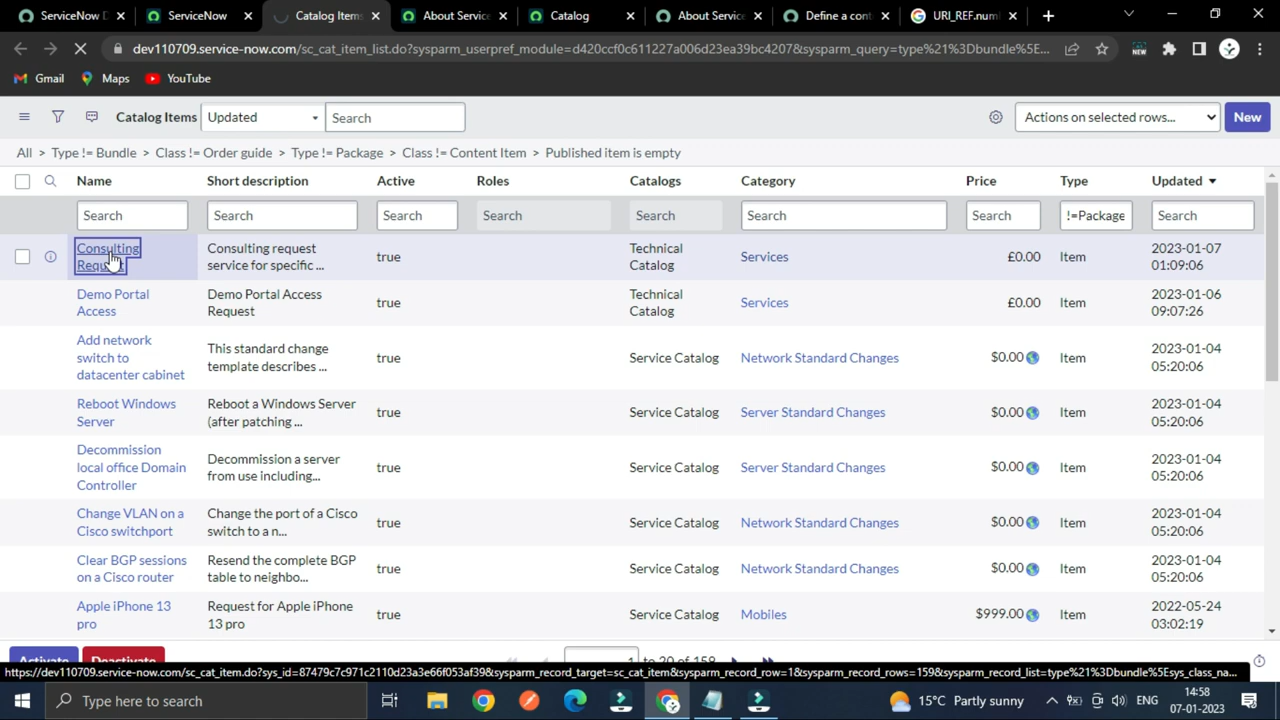 ServiceNow D
ServiceNow
Catalog Items
About Service
Catalog
About Service
Define a cont
URI_REF.num
dev110709.service-now.com/sc_cat_item_list.do?sysparm_userpref_module=d420ccf0c611227a006d23ea39bc4207&sysparm_query=type%21%3Dbundle%5E...
NEW
Gmail
Maps
YouTube
Catalog Items
Updated
Search
Actions on selected rows...
New
All > Type != Bundle > Class != Order guide > Type != Package > Class != Content Item > Published item is empty
Name
Short description
Active
Roles
Catalogs
Category
Price
Type
Updated
Search
Search
Search
Search
Search
Search
Search
!=Package
Search
Consulting
Request
Consulting request
service for specific ...
true
Technical
Catalog
Services
£0.00
Item
2023-01-07
01:09:06
Demo Portal
Access
Demo Portal Access
Request
true
Technical
Catalog
Services
£0.00
Item
2023-01-06
09:07:26
Add network
switch to
datacenter cabinet
This standard change
template describes ...
true
Service Catalog
Network Standard Changes
$0.00
Item
2023-01-04
05:20:06
Reboot Windows
Server
Reboot a Windows Server
(after patching ...
true
Service Catalog
Server Standard Changes
$0.00
Item
2023-01-04
05:20:06
Decommission
local office Domain
Controller
Decommission a server
from use including...
true
Service Catalog
Server Standard Changes
$0.00
Item
2023-01-04
05:20:06
Change VLAN on a
Cisco switchport
Change the port of a Cisco
switch to a n...
true
Service Catalog
Network Standard Changes
$0.00
Item
2023-01-04
05:20:06
Clear BGP sessions
on a Cisco router
Resend the complete BGP
table to neighbo...
true
Service Catalog
Network Standard Changes
$0.00
Item
2023-01-04
05:20:06
Apple iPhone 13
pro
Request for Apple iPhone
13 pro
true
Service Catalog
Mobiles
$999.00
Item
2022-05-24
03:02:19
Activate
Deactivate
1
to 20 of 159
https://dev110709.service-now.com/sc_cat_item.do?sys_id=87479c7c971c2110d23a3e66f053af39&sysparm_record_target=sc_cat_item&sysparm_record_row=1&sysparm_record_rows=159&sysparm_record_list=type%21%3Dbundle%5Esys_class_na...
Type here to search
15°C Partly sunny
ENG
14:58
07-01-2023